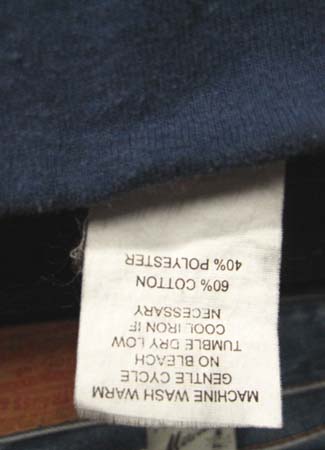 MACHINE WASH WARM
GENTLE CYCLE
NO BLEACH
TUMBLE DRY LOW
COOL IRON IF
NECESSARY
60% COTTON
40% POLYESTER